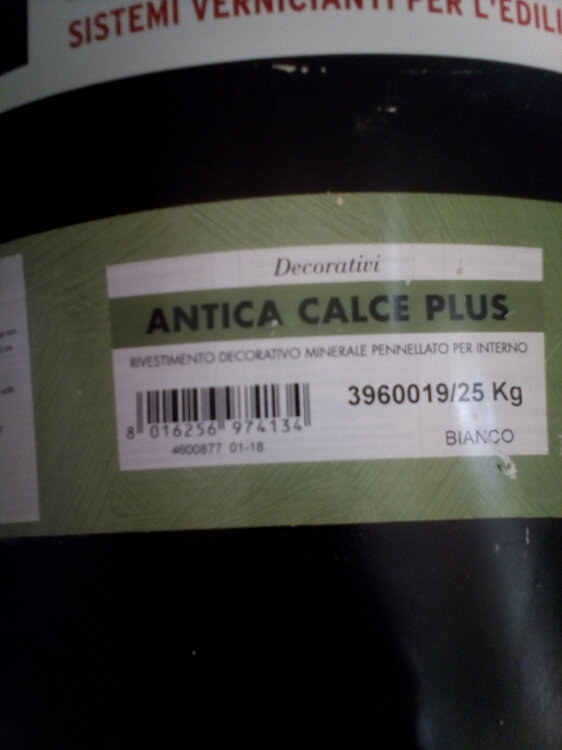 SISTEMI VERNICIANTI PER L'EDILI
Decorativi
ANTICA CALCE PLUS
RIVESTIMENTO DECORATIVO MINERALE PENNELLATO PER INTERNO
3960019/25 Kg
8 016256 974134
BIANCO
4600877 01-18